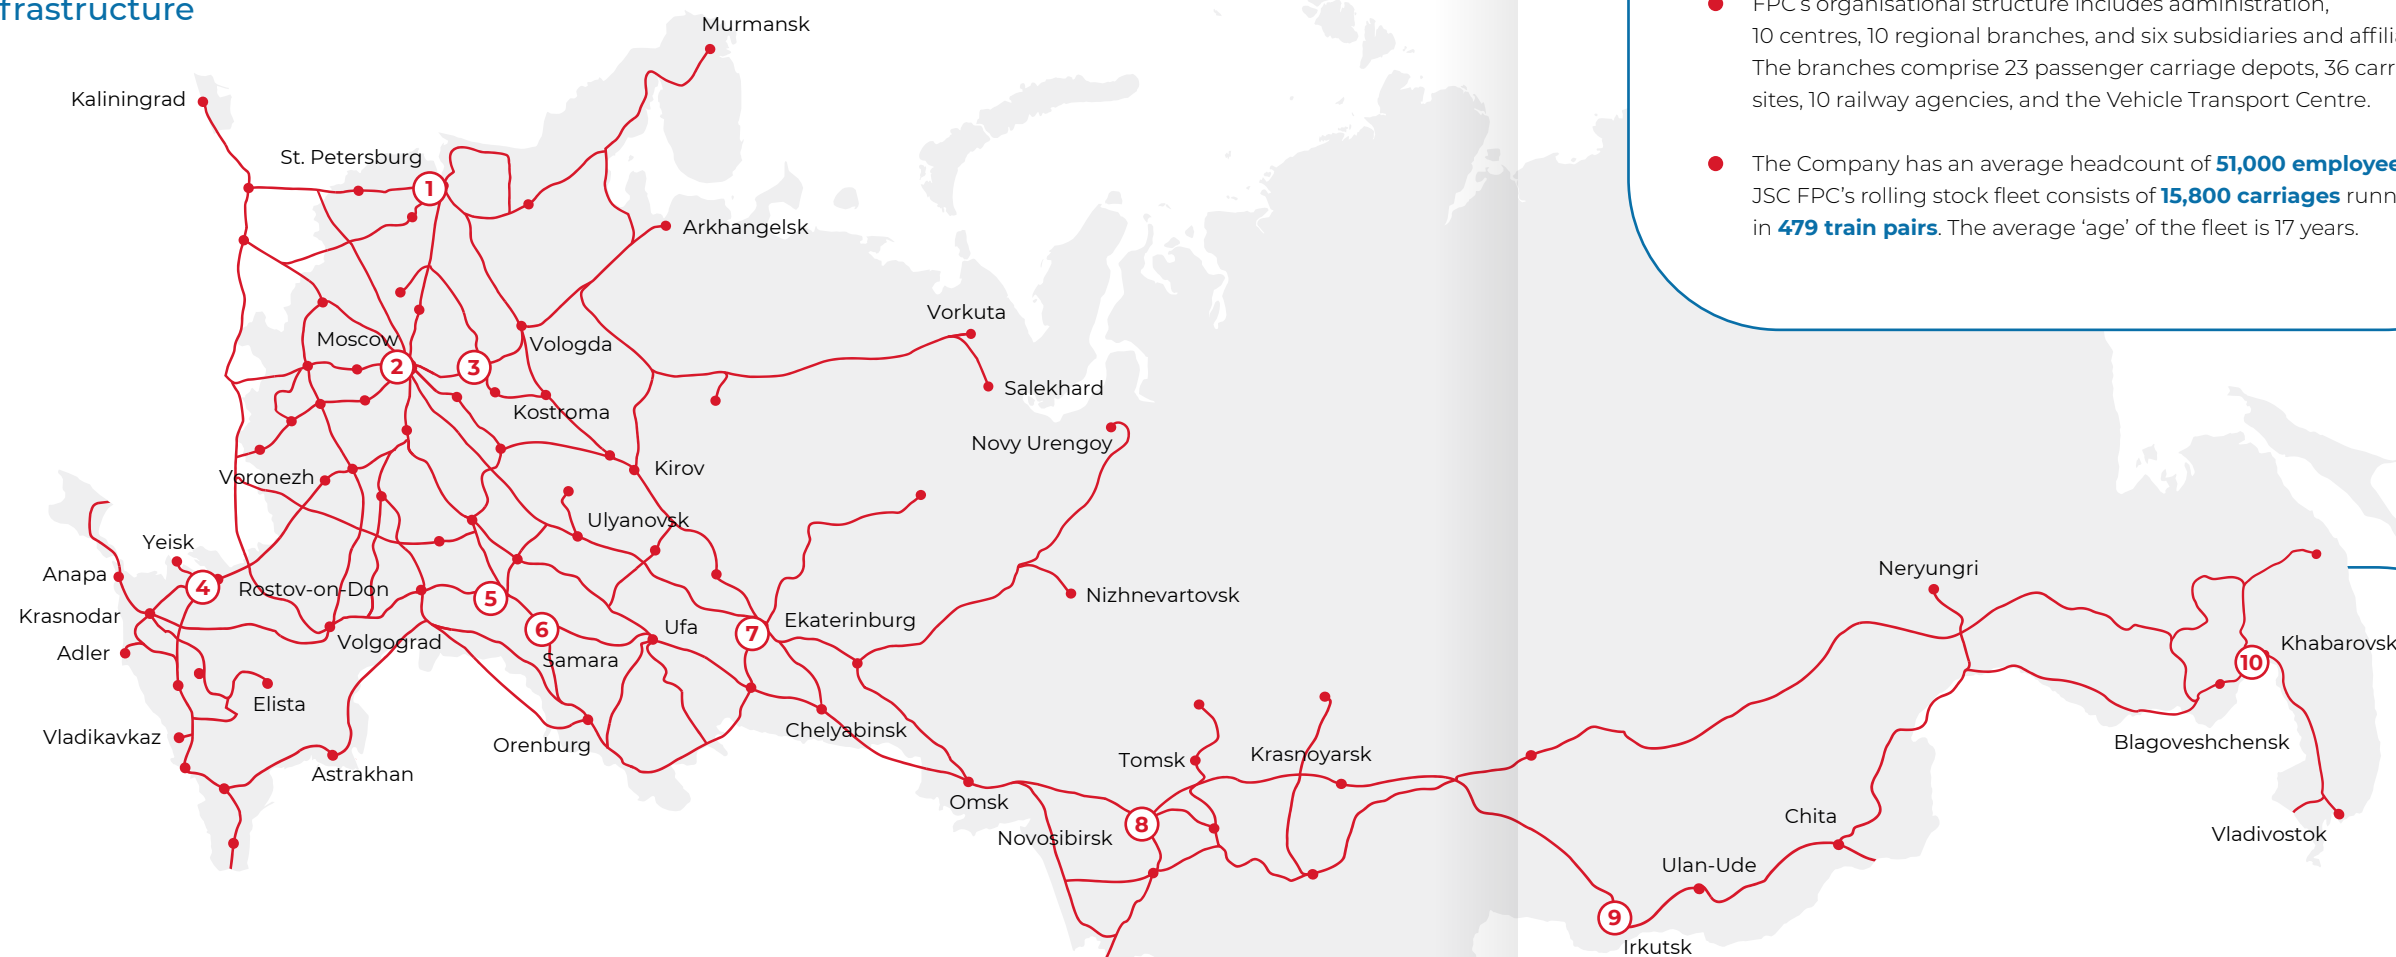 frastructure
FPC's organisational structure includes administration,
10 centres, 10 regional branches, and six subsidiaries and
The branches comprise 23 passenger carriage depots, 36
sites, 10 railway agencies, and the Vehicle Transport Centre.
The Company has an average headcount of 51,000
JSC FPC's rolling stock fleet consists of 15,800 carriages
in 479 train pairs. The average 'age' of the fleet is 17 years.
Murmansk
Kaliningrad
St. Petersburg
1
Arkhangelsk
Vorkuta
Moscow
Vologda
2
3
Salekhard
Kostroma
Novy Urengoy
Kirov
Voronezh
Ulyanovsk
Yeisk
Neryungri
Anapa
4
Rostov-on-Don
5
Nizhnevartovsk
Krasnodar
6
7
Ekaterinburg
Ufa
Volgograd
Khabarovsk
Adler
Samara
10
Elista
Vladikavkaz
Chelyabinsk
Orenburg
Blagoveshchensk
Astrakhan
Tomsk
Krasnoyarsk
Omsk
Chita
8
Novosibirsk
Vladivostok
Ulan-Ude
9
Irkutsk